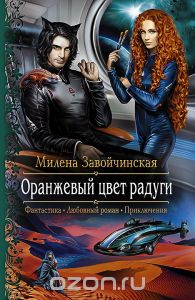 Милена Завойчинская
Оранжевый цвет радуги
Фантастика • Любовный роман • Приключения
OZON.ru